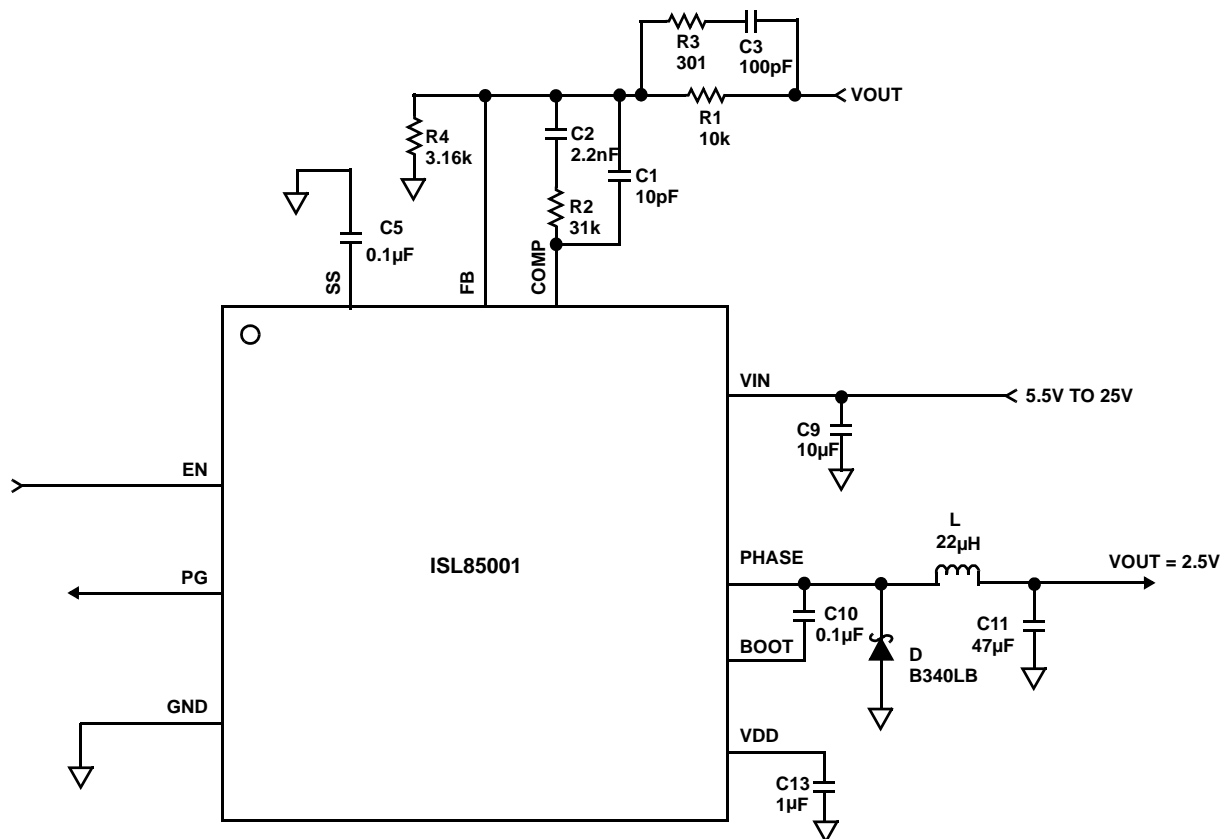 R3
301
C3
100pF
VOUT
R1
10k
R4
3.16k
C2
2.2nF
C1
10pF
R2
31k
C5
0.1µF
SS
FB
COMP
VIN
5.5V TO 25V
C9
10µF
EN
L
22µH
PHASE
VOUT = 2.5V
ISL85001
PG
C10
0.1µF
C11
47µF
BOOT
D
B340LB
GND
VDD
C13
1µF